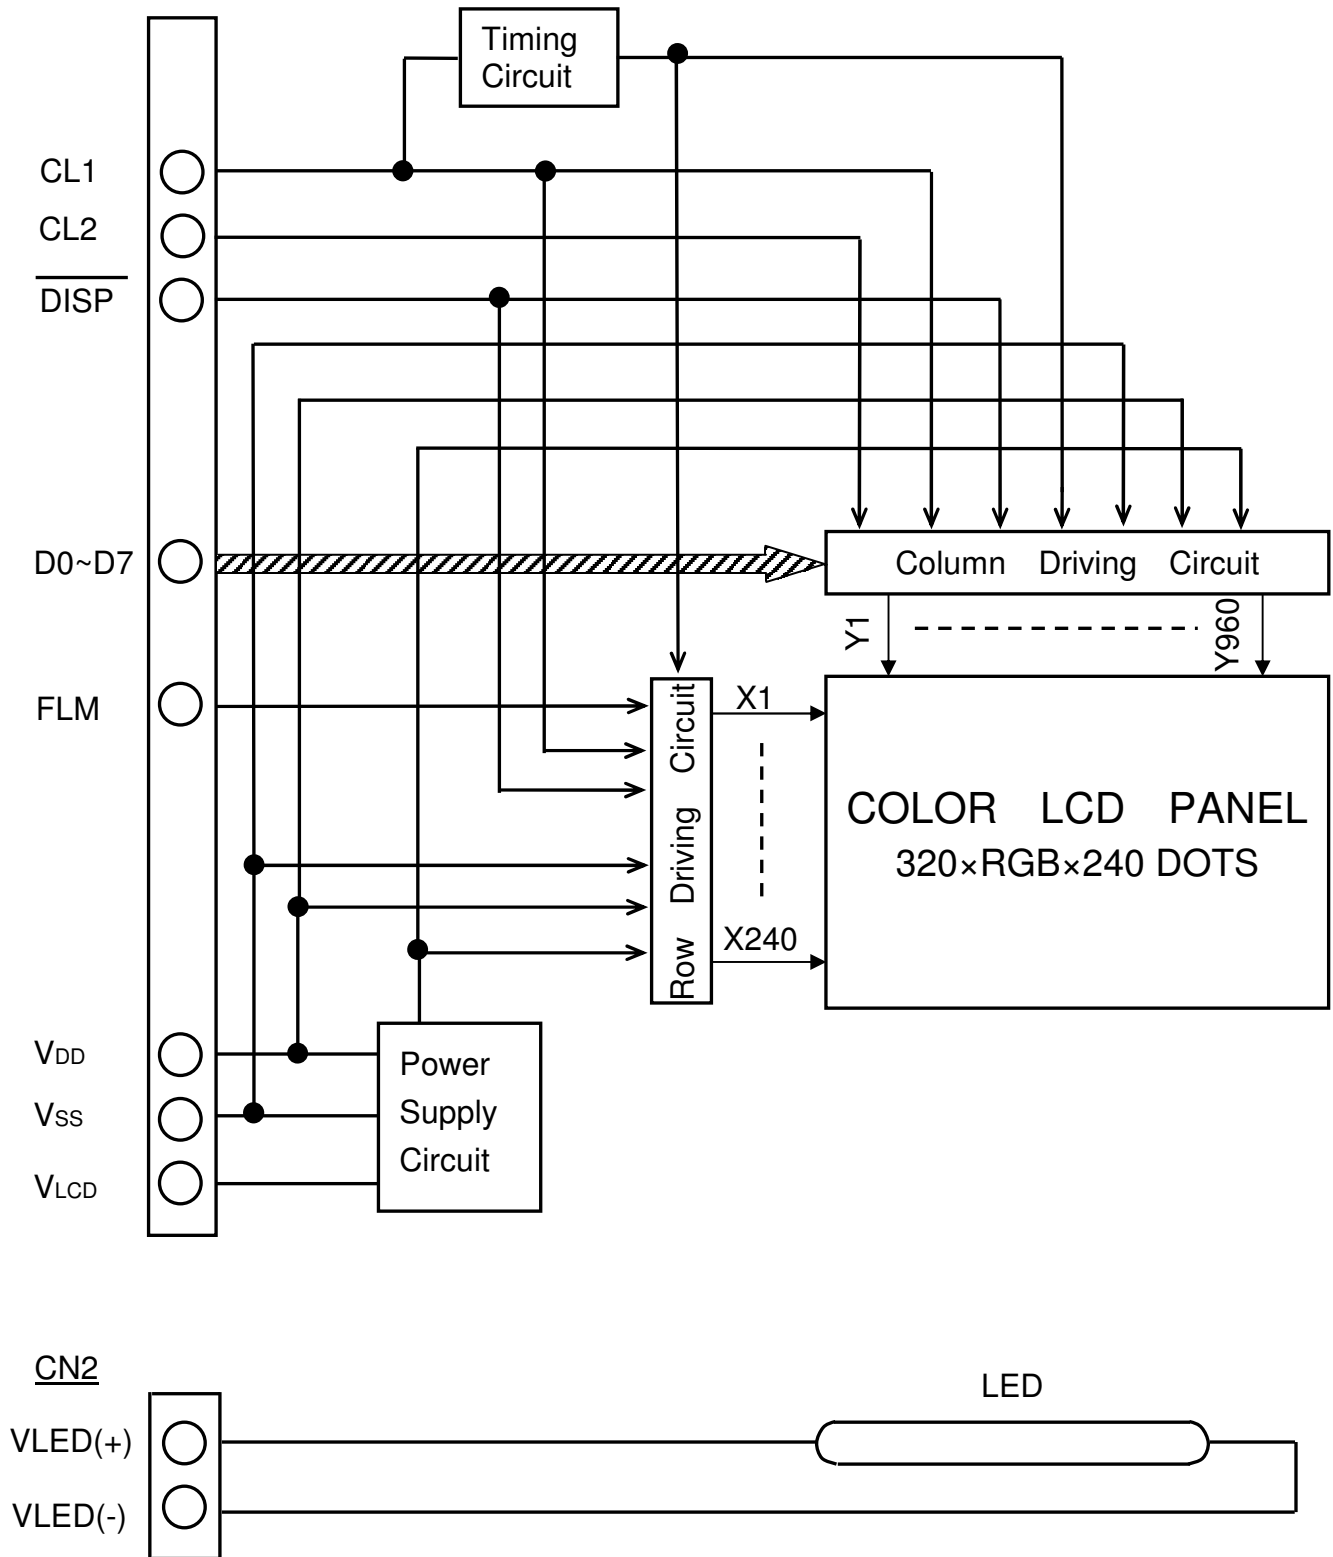 Timing
Circuit
CL1
CL2
DISP
D0~D7
Column Driving Circuit
Y1
Y960
FLM
Row Driving Circuit
X1
X240
COLOR LCD PANEL
320×RGB×240 DOTS
VDD
VSS
VLCD
Power
Supply
Circuit
CN2
LED
VLED(+)
VLED(-)